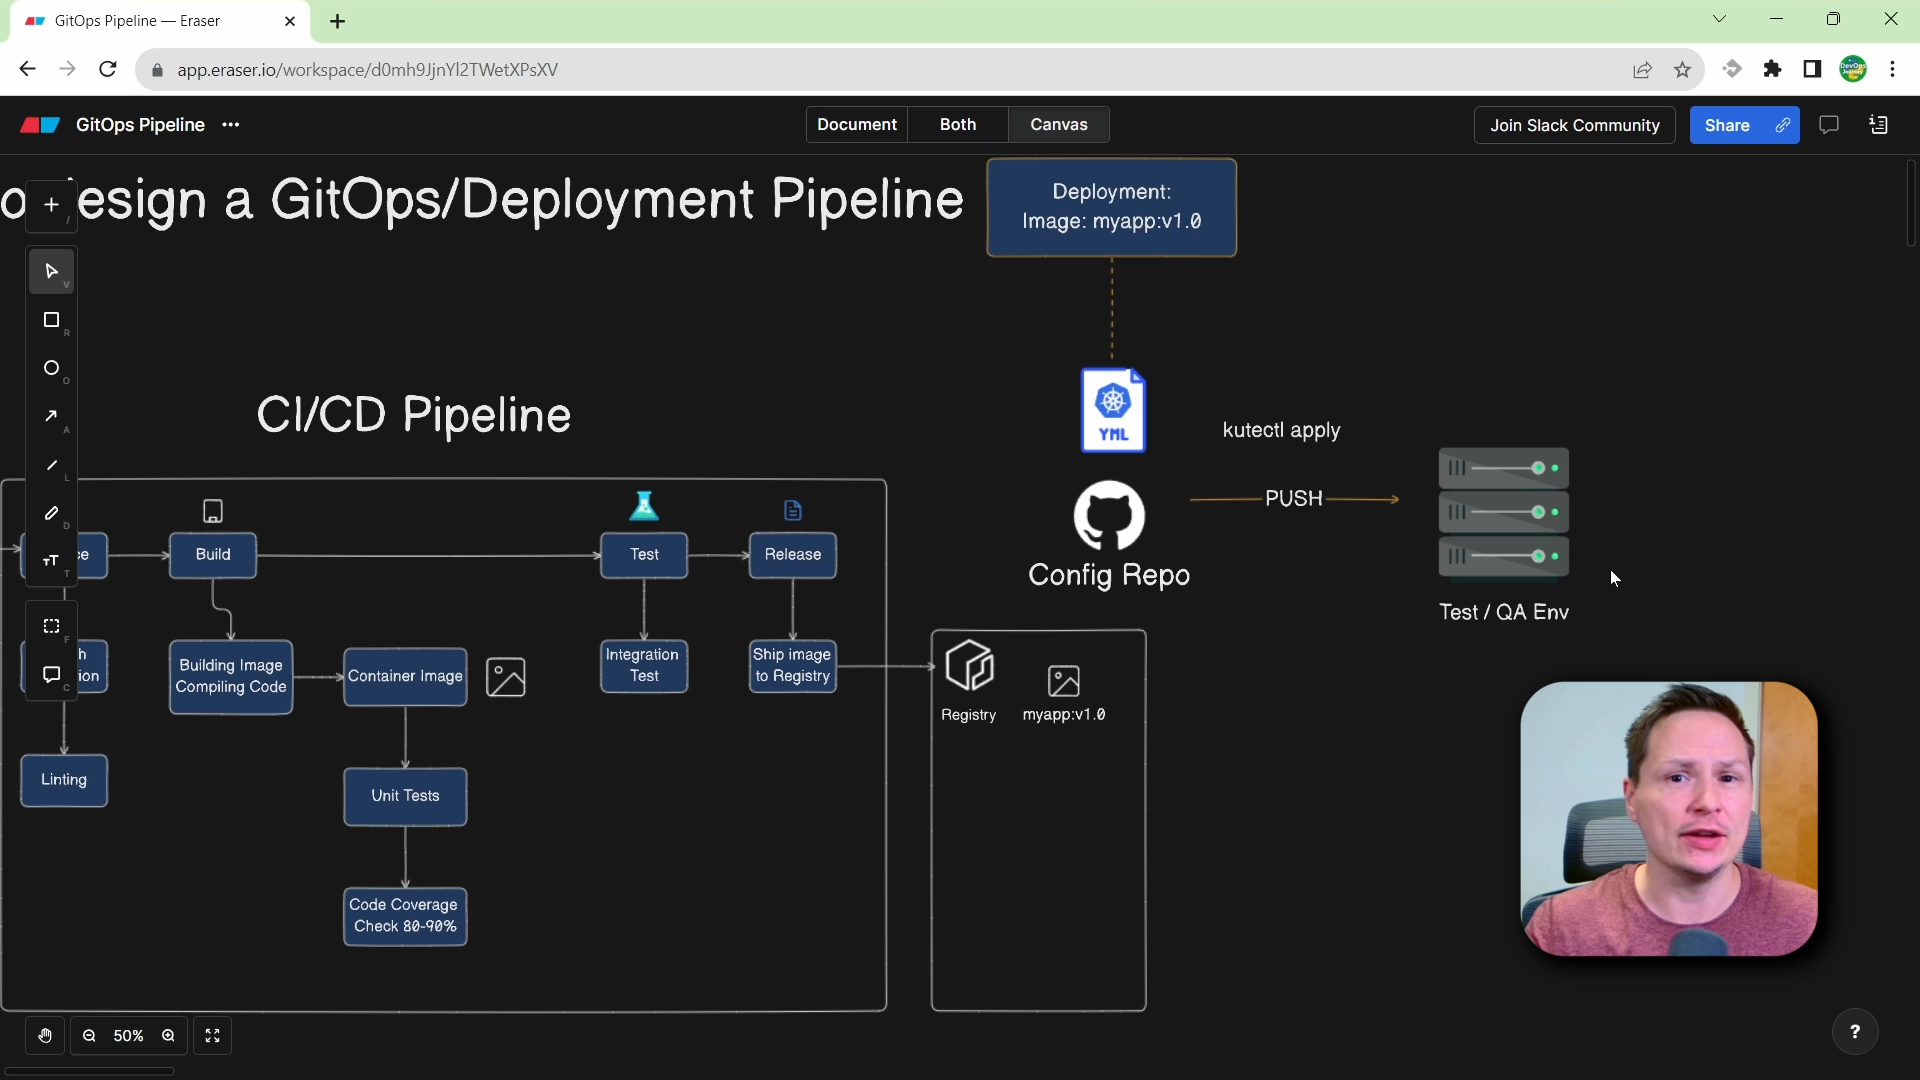 GitOps Pipeline — Eraser
app.eraser.io/workspace/d0mh9JjnYl2TWetXPsXV
GitOps Pipeline
Document
Both
Canvas
Join Slack Community
Share
o
esign a GitOps/Deployment Pipeline
Deployment:
Image: myapp:v1.0
CI/CD Pipeline
YML
kutectl apply
PUSH
Config Repo
Test / QA Env
ce
Build
Test
Release
h
ion
Building Image
Compiling Code
Container Image
Integration
Test
Ship image
to Registry
Registry
myapp:v1.0
Linting
Unit Tests
Code Coverage
Check 80-90%
/
V
R
O
A
L
D
T
F
C
50%
?